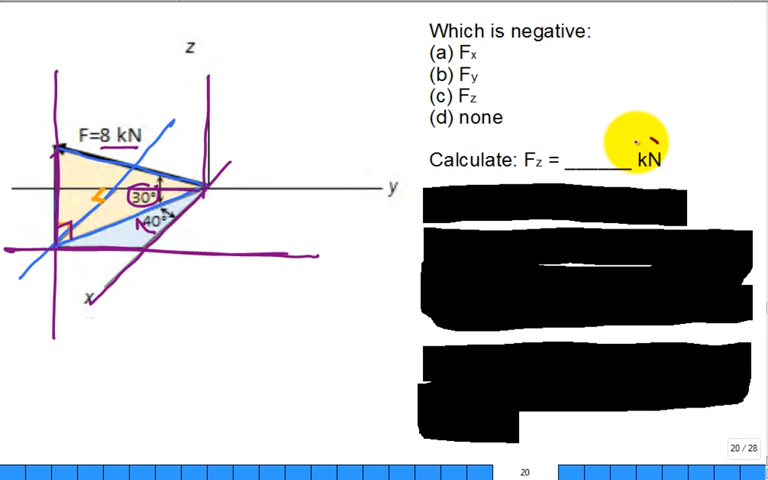 Which is negative:
(a) Fx
(b) Fy
(c) Fz
(d) none
Calculate: Fz = ______ kN
z
F=8 kN
y
30°
40°
x
20 / 28
20